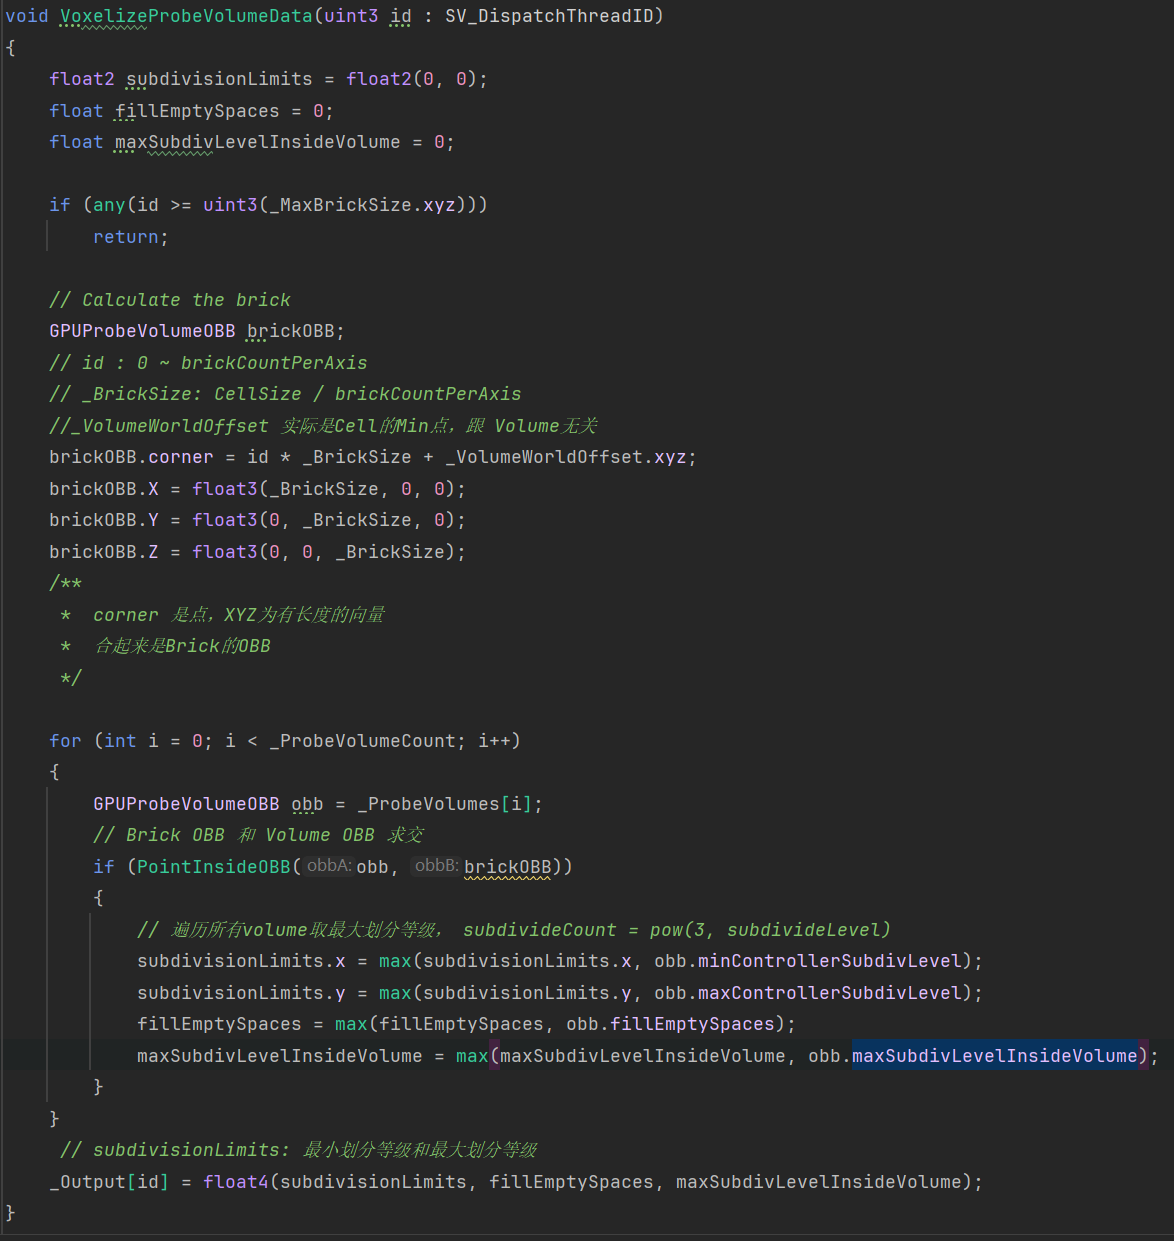 void VoxelizeProbeVolumeData(uint3 id : SV_DispatchThreadID)
{
    float2 subdivisionLimits = float2(0, 0);
    float fillEmptySpaces = 0;
    float maxSubdivLevelInsideVolume = 0;

    if (any(id >= uint3(_MaxBrickSize.xyz)))
        return;

    // Calculate the brick
    GPUProbeVolumeOBB brickOBB;
    // id : 0 ~ brickCountPerAxis
    // _BrickSize: CellSize / brickCountPerAxis
    //_VolumeWorldOffset 实际是Cell的Min点，跟 Volume无关
    brickOBB.corner = id * _BrickSize + _VolumeWorldOffset.xyz;
    brickOBB.X = float3(_BrickSize, 0, 0);
    brickOBB.Y = float3(0, _BrickSize, 0);
    brickOBB.Z = float3(0, 0, _BrickSize);
    /**
     *  corner 是点，XYZ为有长度的向量
     *  合起来是Brick的OBB
     */

    for (int i = 0; i < _ProbeVolumeCount; i++)
    {
        GPUProbeVolumeOBB obb = _ProbeVolumes[i];
        // Brick OBB 和 Volume OBB 求交
        if (PointInsideOBB(obbA: obb, obbB: brickOBB))
        {
            // 遍历所有volume取最大划分等级， subdivideCount = pow(3, subdivideLevel)
            subdivisionLimits.x = max(subdivisionLimits.x, obb.minControllerSubdivLevel);
            subdivisionLimits.y = max(subdivisionLimits.y, obb.maxControllerSubdivLevel);
            fillEmptySpaces = max(fillEmptySpaces, obb.fillEmptySpaces);
            maxSubdivLevelInsideVolume = max(maxSubdivLevelInsideVolume, obb.maxSubdivLevelInsideVolume);
        }
    }
     // subdivisionLimits: 最小划分等级和最大划分等级
    _Output[id] = float4(subdivisionLimits, fillEmptySpaces, maxSubdivLevelInsideVolume);
}